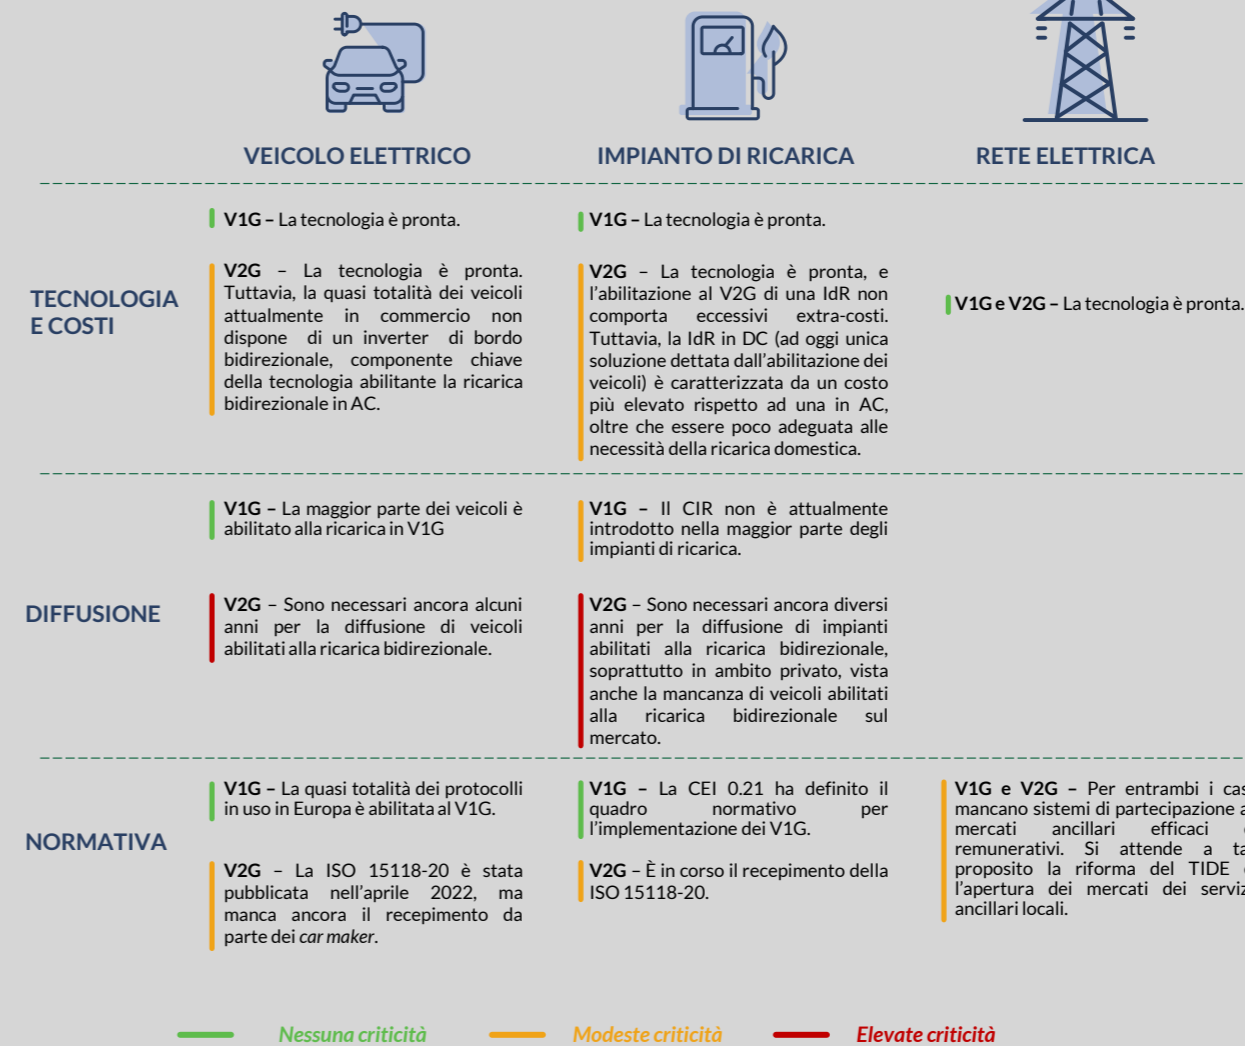 VEICOLO ELETTRICO
IMPIANTO DI RICARICA
RETE ELETTRICA
TECNOLOGIA
E COSTI
V1G – La tecnologia è pronta.
V2G – La tecnologia è pronta.
Tuttavia, la quasi totalità dei veicoli
attualmente in commercio non
dispone di un inverter di bordo
bidirezionale, componente chiave
della tecnologia abilitante la ricarica
bidirezionale in AC.
V1G – La tecnologia è pronta.
V2G – La tecnologia è pronta, e
l'abilitazione al V2G di una IdR non
comporta eccessivi extra-costi.
Tuttavia, la IdR in DC (ad oggi unica
soluzione dettata dall'abilitazione dei
veicoli) è caratterizzata da un costo
più elevato rispetto ad una in AC,
oltre che essere poco adeguata alle
necessità della ricarica domestica.
V1G e V2G – La tecnologia è pronta.
DIFFUSIONE
V1G – La maggior parte dei veicoli è
abilitato alla ricarica in V1G
V2G – Sono necessari ancora alcuni
anni per la diffusione di veicoli
abilitati alla ricarica bidirezionale.
V1G – Il CIR non è attualmente
introdotto nella maggior parte degli
impianti di ricarica.
V2G – Sono necessari ancora diversi
anni per la diffusione di impianti
abilitati alla ricarica bidirezionale,
soprattutto in ambito privato, vista
anche la mancanza di veicoli abilitati
alla ricarica bidirezionale sul
mercato.
NORMATIVA
V1G – La quasi totalità dei protocolli
in uso in Europa è abilitata al V1G.
V2G – La ISO 15118-20 è stata
pubblicata nell'aprile 2022, ma
manca ancora il recepimento da
parte dei car maker.
V1G – La CEI 0.21 ha definito il
quadro normativo per
l'implementazione dei V1G.
V2G – È in corso il recepimento della
ISO 15118-20.
V1G e V2G – Per entrambi i cas
mancano sistemi di partecipazione a
mercati ancillari efficaci
remunerativi. Si attende a ta
proposito la riforma del TIDE
l'apertura dei mercati dei serviz
ancillari locali.
Nessuna criticità
Modeste criticità
Elevate criticità